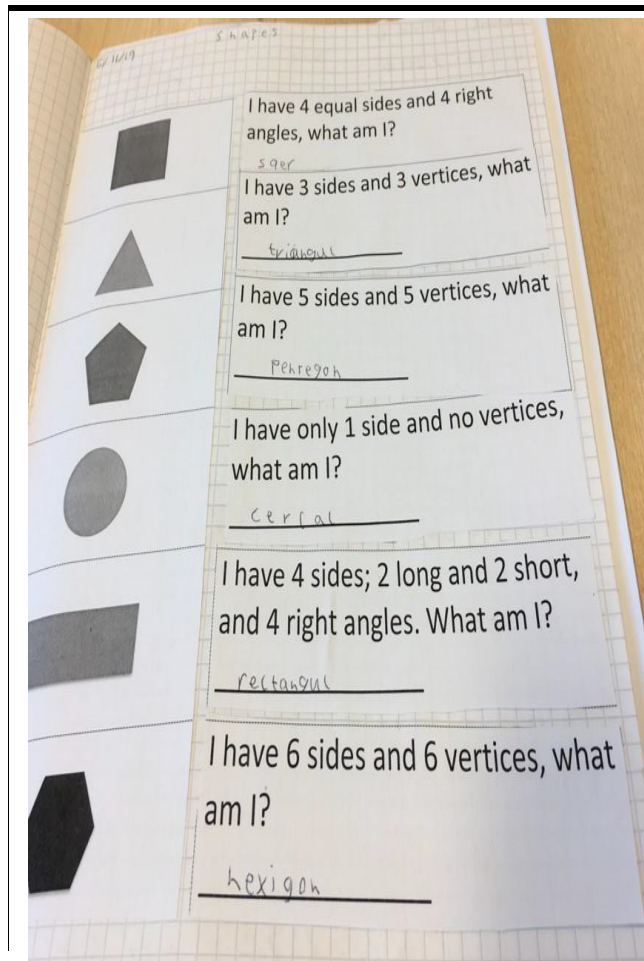 Shapes
6/11/19
I have 4 equal sides and 4 right
angles, what am I?
sqer
I have 3 sides and 3 vertices, what
am I?
triangul
I have 5 sides and 5 vertices, what
am I?
Penregon
I have only 1 side and no vertices,
what am I?
cercal
I have 4 sides; 2 long and 2 short,
and 4 right angles. What am I?
rectangul
I have 6 sides and 6 vertices, what
am I?
hexigon